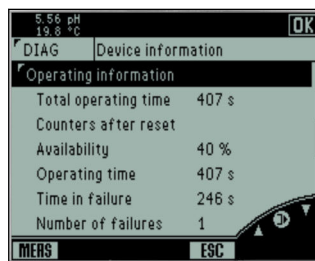 5.56 pH
19.8 °C
OK
DIAG Device information
Operating information
Total operating time 407 s
Counters after reset
Availability 40 %
Operating time 407 s
Time in failure 246 s
Number of failures 1
MERS ESC